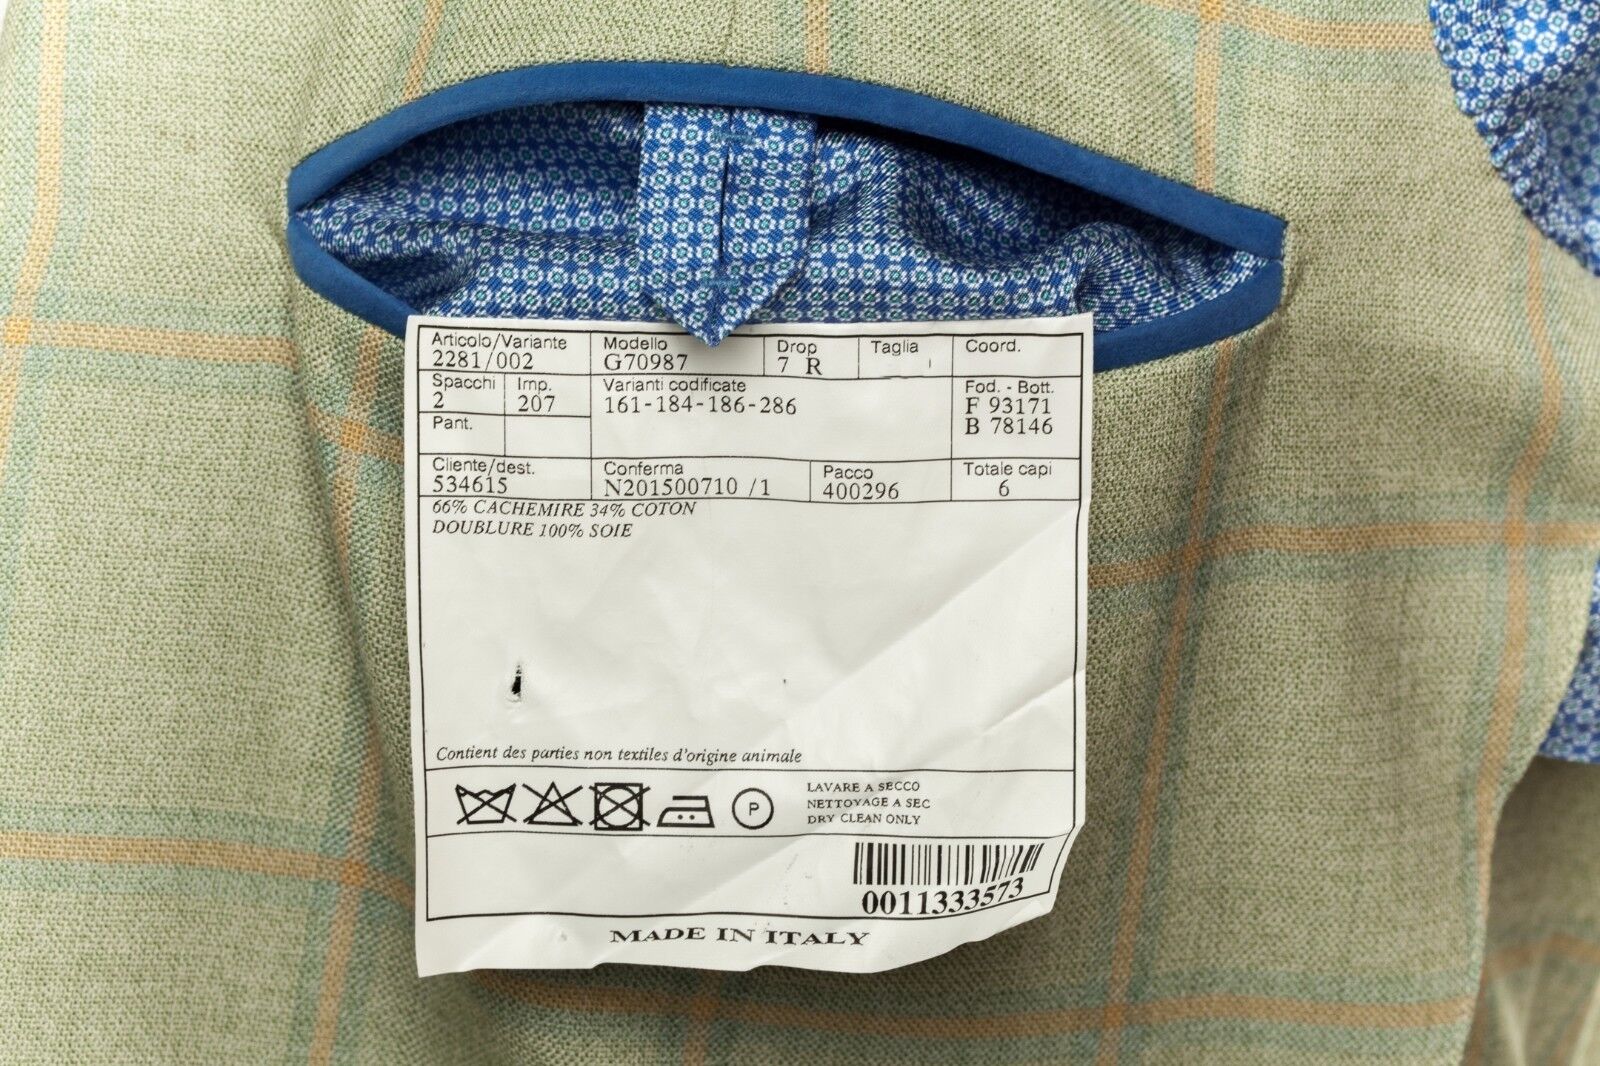 Articolo/Variante Modello Drop Taglia Coord.
2281/002 G70987 7 R
Spacchi Imp. Varianti codificate Fod. - Bott.
2 207 161-184-186-286 F 93171
Pant. B 78146
Cliente/dest. Conferma Pacco Totale capi
534615 N201500710 /1 400296 6
66% CACHEMIRE 34% COTON
DOUBLURE 100% SOIE
Contient des parties non textiles d'origine animale
P
LAVARE A SECCO
NETTOYAGE A SEC
DRY CLEAN ONLY
0011333573
MADE IN ITALY